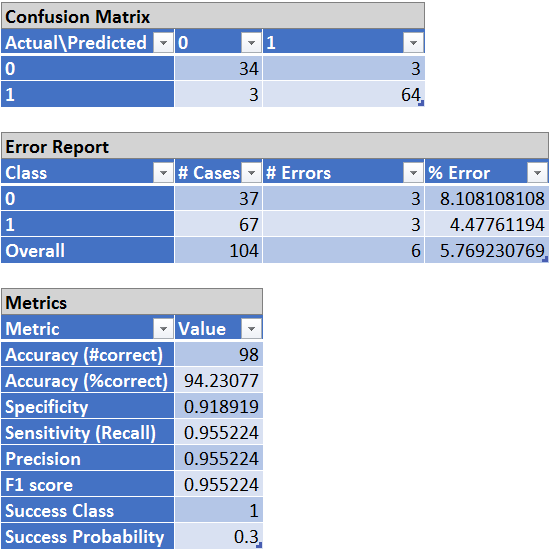 Confusion Matrix
Actual\Predicted 0 1
0 34 3
1 3 64
Error Report
Class # Cases # Errors % Error
0 37 3 8.108108108
1 67 3 4.47761194
Overall 104 6 5.769230769
Metrics
Metric Value
Accuracy (#correct) 98
Accuracy (%correct) 94.23077
Specificity 0.918919
Sensitivity (Recall) 0.955224
Precision 0.955224
F1 score 0.955224
Success Class 1
Success Probability 0.3